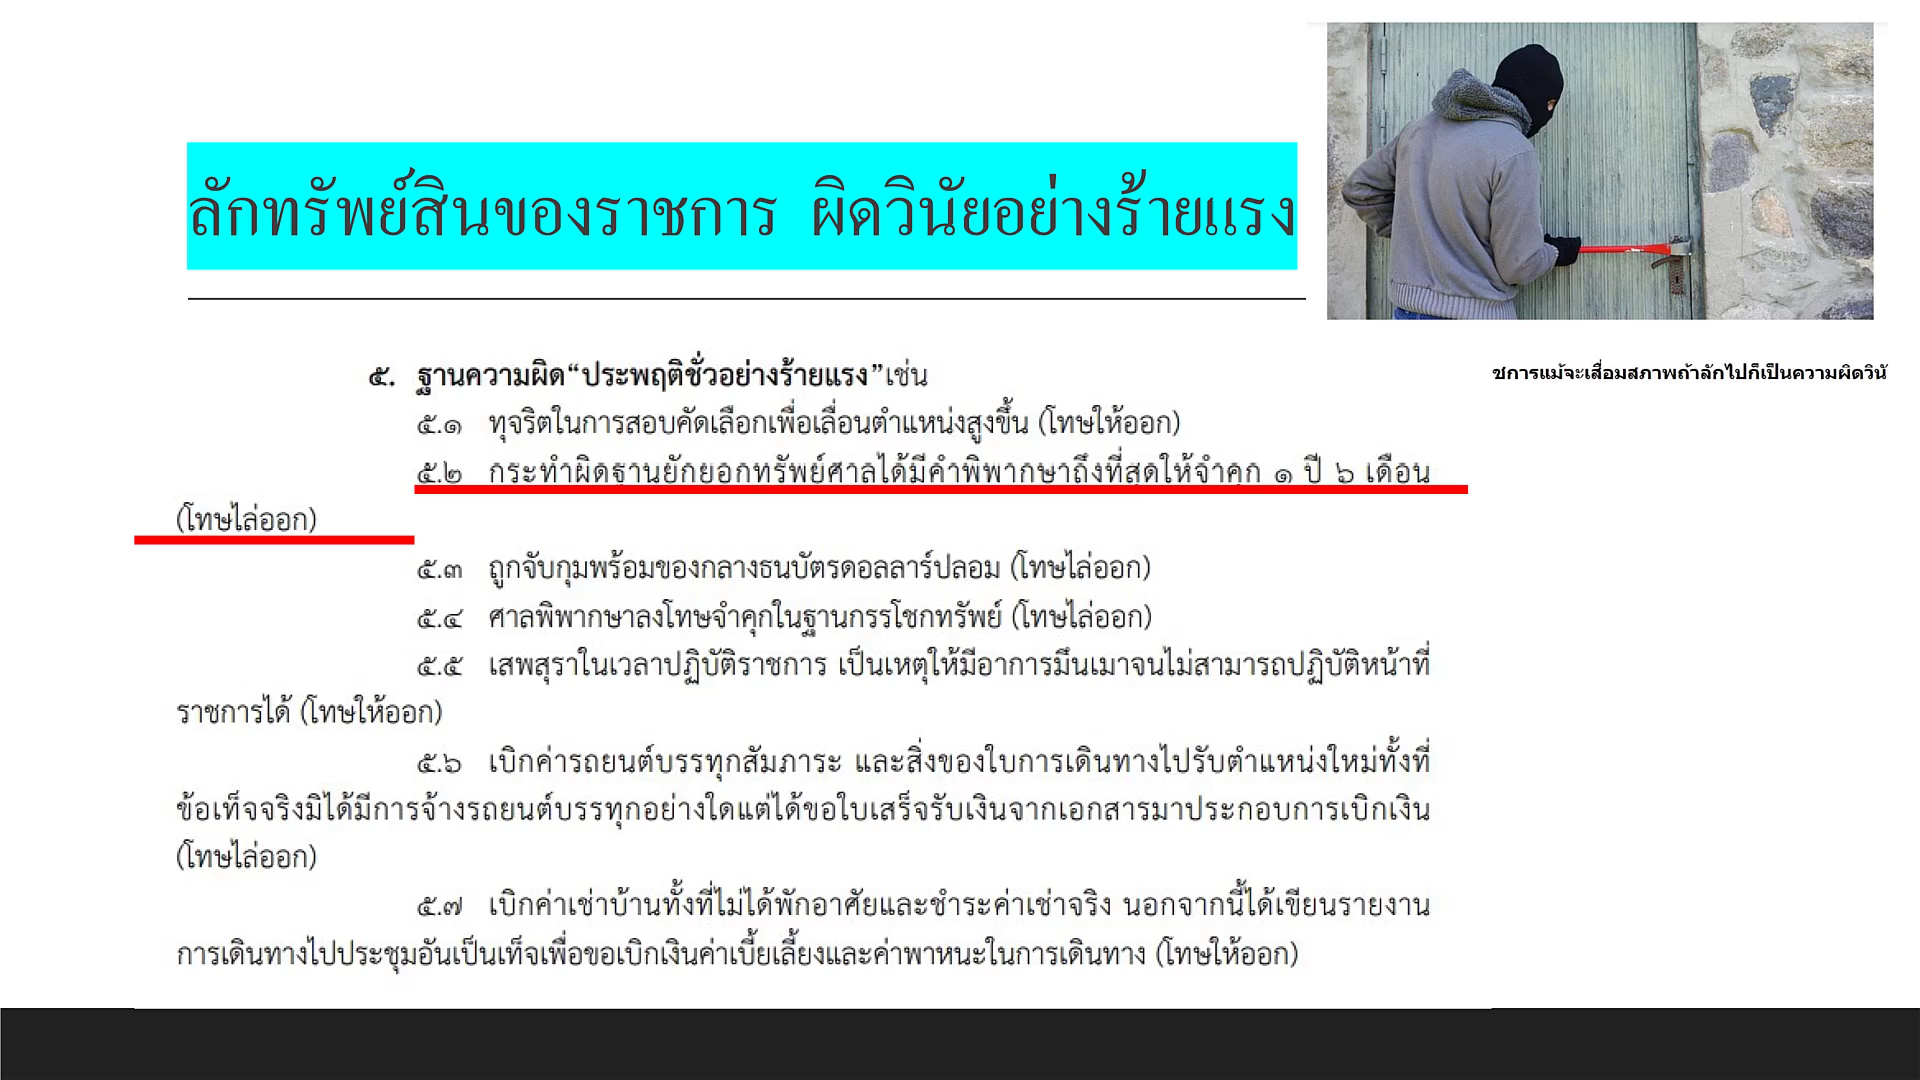 ลักทรัพย์สินของราชการ ผิดวินัยอย่างร้ายแรง
ชการแม้จะเสื่อมสภาพถ้าลักไปก็เป็นความผิดวินั
๕. ฐานความผิด“ประพฤติชั่วอย่างร้ายแรง”เช่น
๕.๑ ทุจริตในการสอบคัดเลือกเพื่อเลื่อนตำแหน่งสูงขึ้น (โทษให้ออก)
๕.๒ กระทำผิดฐานยักยอกทรัพย์ศาลได้มีคำพิพากษาถึงที่สุดให้จำคุก ๑ ปี ๖ เดือน
(โทษไล่ออก)
๕.๓ ถูกจับกุมพร้อมของกลางธนบัตรดอลลาร์ปลอม (โทษไล่ออก)
๕.๔ ศาลพิพากษาลงโทษจำคุกในฐานกรรโชกทรัพย์ (โทษไล่ออก)
๕.๕ เสพสุราในเวลาปฏิบัติราชการ เป็นเหตุให้มีอาการมึนเมาจนไม่สามารถปฏิบัติหน้าที่
ราชการได้ (โทษให้ออก)
๕.๖ เบิกค่ารถยนต์บรรทุกสัมภาระ และสิ่งของใบการเดินทางไปรับตำแหน่งใหม่ทั้งที่
ข้อเท็จจริงมิได้มีการจ้างรถยนต์บรรทุกอย่างใดแต่ได้ขอใบเสร็จรับเงินจากเอกสารมาประกอบการเบิกเงิน
(โทษไล่ออก)
๕.๗ เบิกค่าเช่าบ้านทั้งที่ไม่ได้พักอาศัยและชำระค่าเช่าจริง นอกจากนี้ได้เขียนรายงาน
การเดินทางไปประชุมอันเป็นเท็จเพื่อขอเบิกเงินค่าเบี้ยเลี้ยงและค่าพาหนะในการเดินทาง (โทษให้ออก)